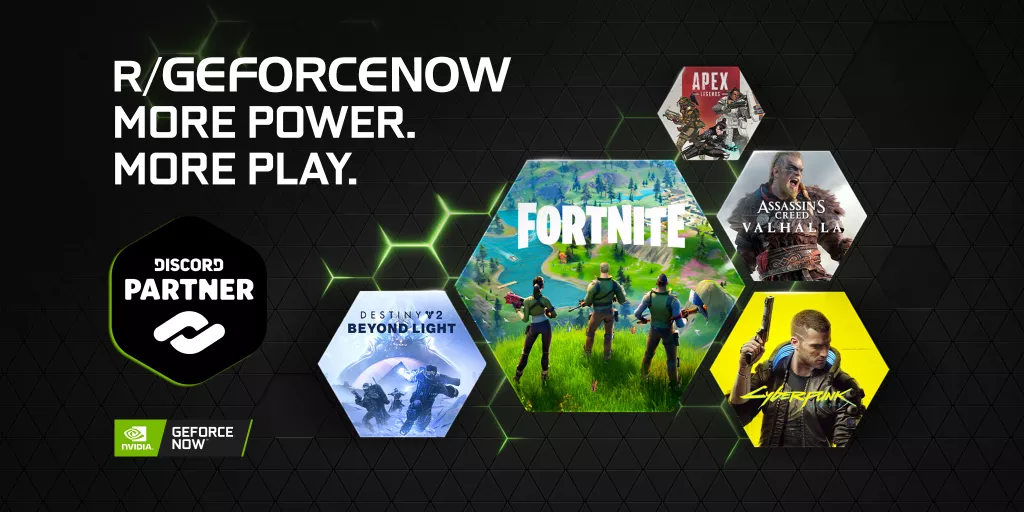 R/GEFORCENOW
MORE POWER.
MORE PLAY.
DISCORD
PARTNER
NVIDIA.
GEFORCE
NOW
DESTINY 2
BEYOND LIGHT
FORTNITE
APEX
LEGENDS
ASSASSIN'S
CREED
VALHALLA
Cyberpunk